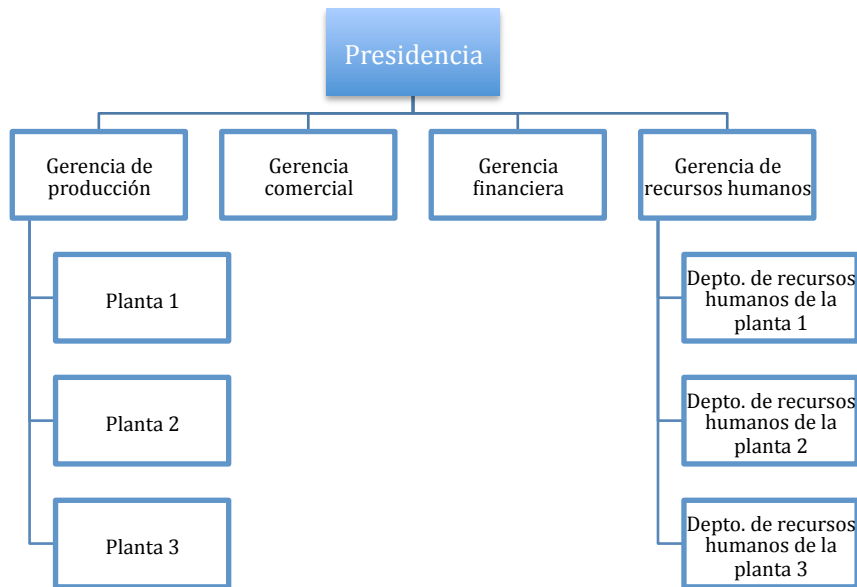 Presidencia
Gerencia de
producción
Gerencia
comercial
Gerencia
financiera
Gerencia de
recursos humanos
Planta 1
Planta 2
Planta 3
Depto. de recursos
humanos de la
planta 1
Depto. de recursos
humanos de la
planta 2
Depto. de recursos
humanos de la
planta 3